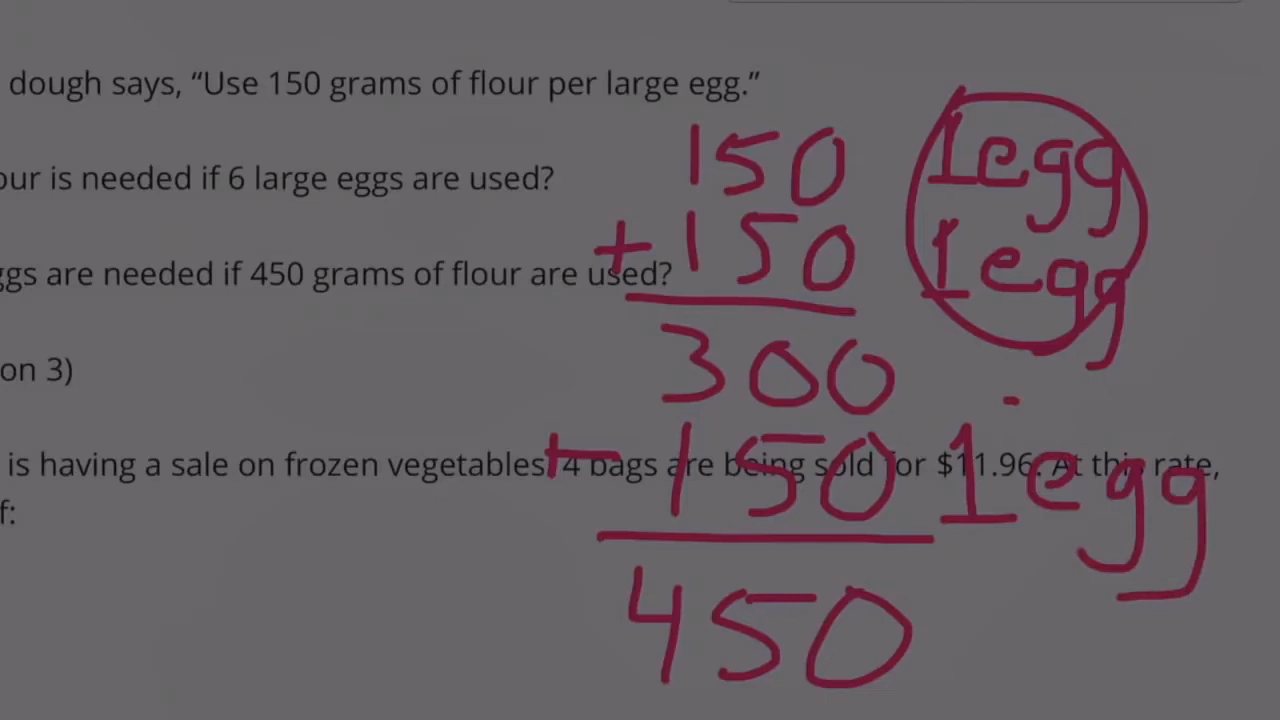 dough says, “Use 150 grams of flour per large egg.”
150 1egg
our is needed if 6 large eggs are used?
+150 1egg
ggs are needed if 450 grams of flour are used?
300
on 3)
+150 1egg
is having a sale on frozen vegetables. 4 bags are being sold for $11.96. At this rate,
f:
450